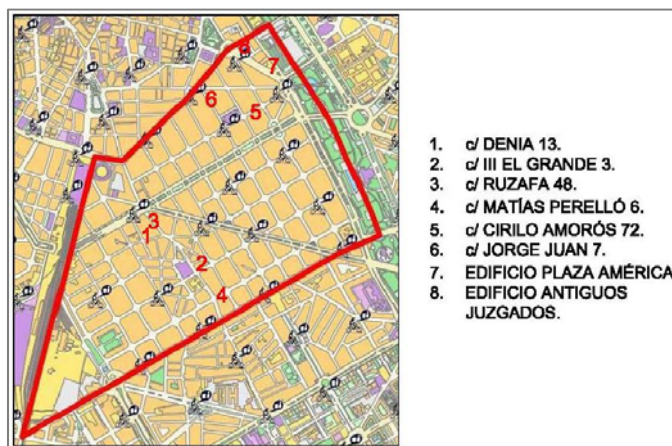 8
7
6
5
3
1
2
4
1. c/ DENIA 13.
2. c/ III EL GRANDE 3.
3. c/ RUZAFA 48.
4. c/ MATÍAS PERELLÓ 6.
5. c/ CIRILO AMORÓS 72.
6. c/ JORGE JUAN 7.
7. EDIFICIO PLAZA AMÉRICA
8. EDIFICIO ANTIGUOS
JUZGADOS.